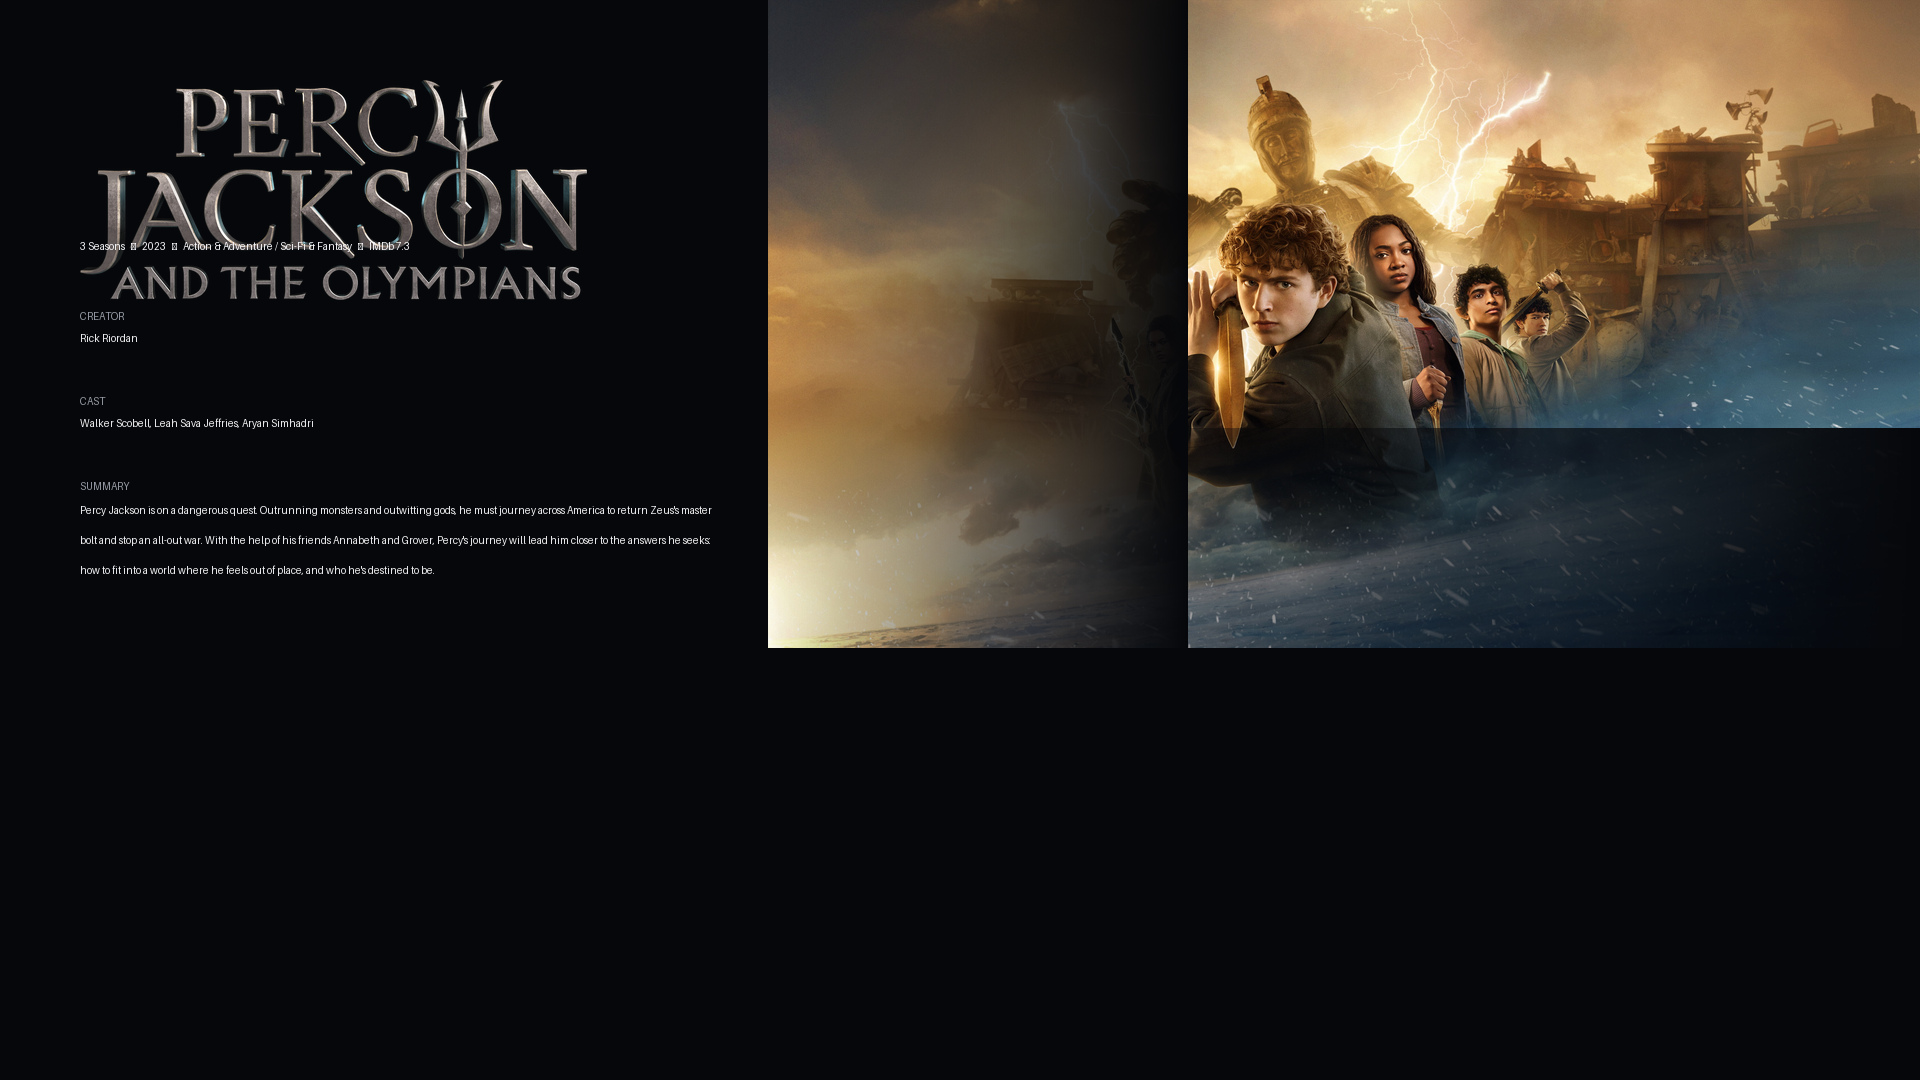 PERCY
JACKSON
3 Seasons 2023 Action & Adventure / Sci-Fi & Fantasy IMDb 7.3
AND THE OLYMPIANS
CREATOR
Rick Riordan
CAST
Walker Scobell, Leah Sava Jeffries, Aryan Simhadri
SUMMARY
Percy Jackson is on a dangerous quest. Outrunning monsters and outwitting gods, he must journey across America to return Zeus's master
bolt and stop an all-out war. With the help of his friends Annabeth and Grover, Percy's journey will lead him closer to the answers he seeks:
how to fit into a world where he feels out of place, and who he's destined to be.